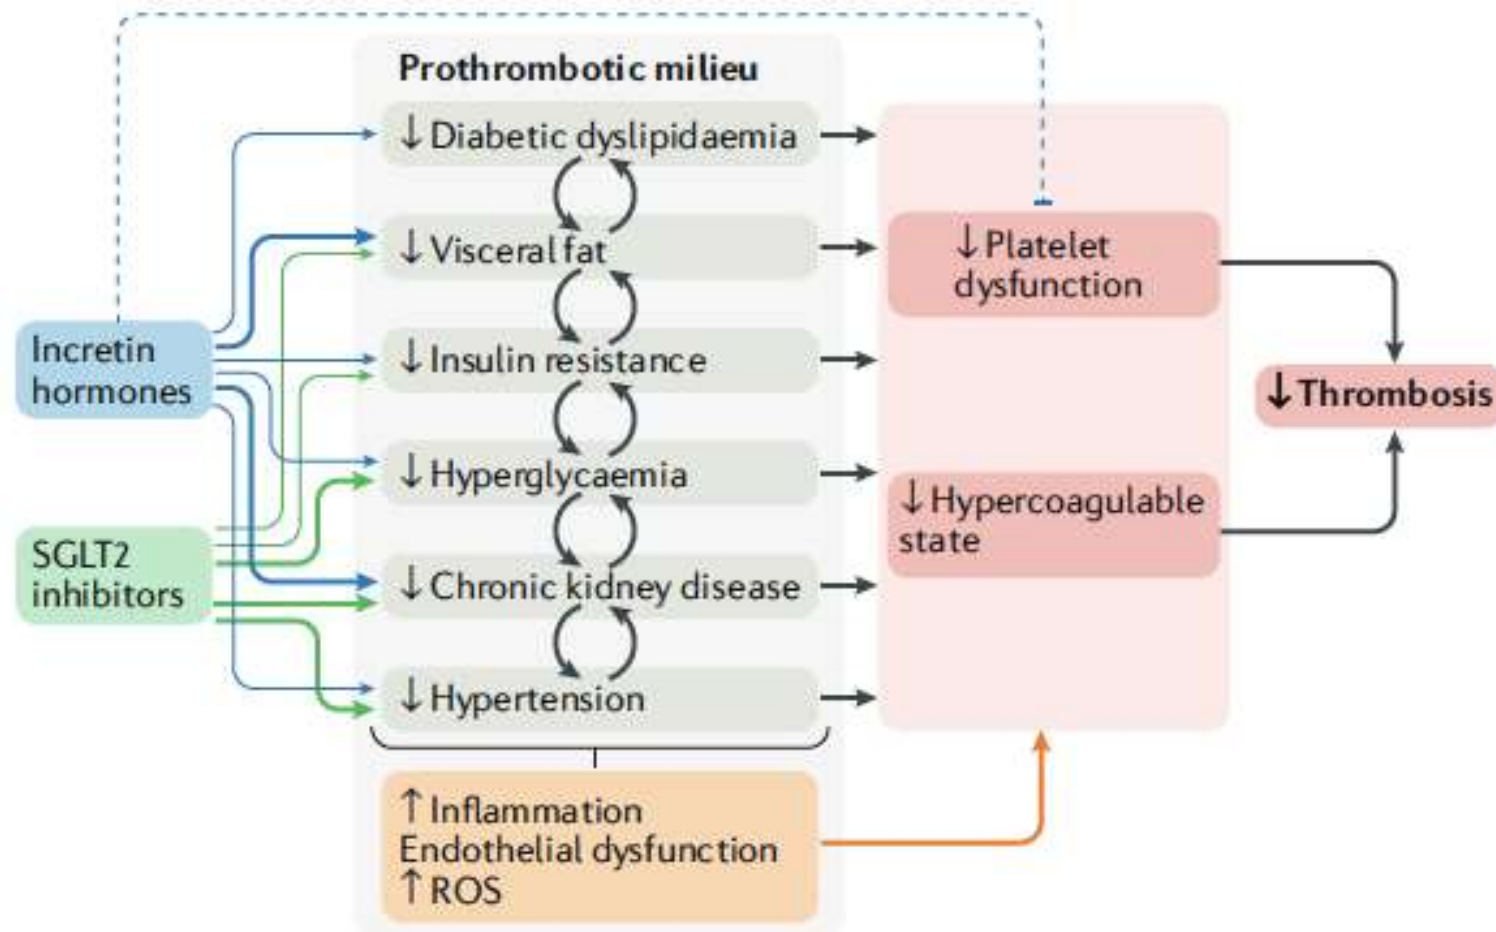 Prothrombotic milieu
↓ Diabetic dyslipidaemia
↓ Visceral fat
↓ Insulin resistance
↓ Hyperglycaemia
↓ Chronic kidney disease
↓ Hypertension
↑ Inflammation
Endothelial dysfunction
↑ ROS
Incretin
hormones
SGLT2
inhibitors
↓ Platelet
dysfunction
↓ Hypercoagulable
state
↓ Thrombosis